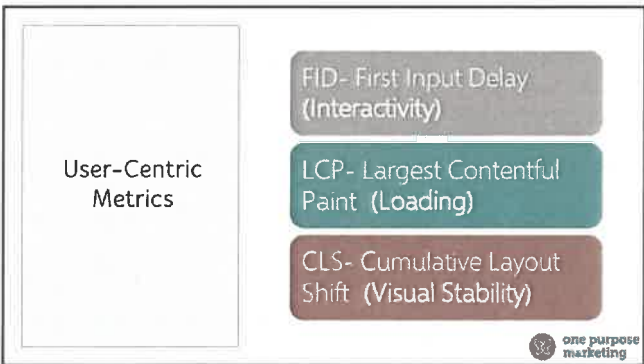 User-Centric
Metrics
FID- First Input Delay
(Interactivity)
LCP- Largest Contentful
Paint (Loading)
CLS- Cumulative Layout
Shift (Visual Stability)
one purpose
marketing